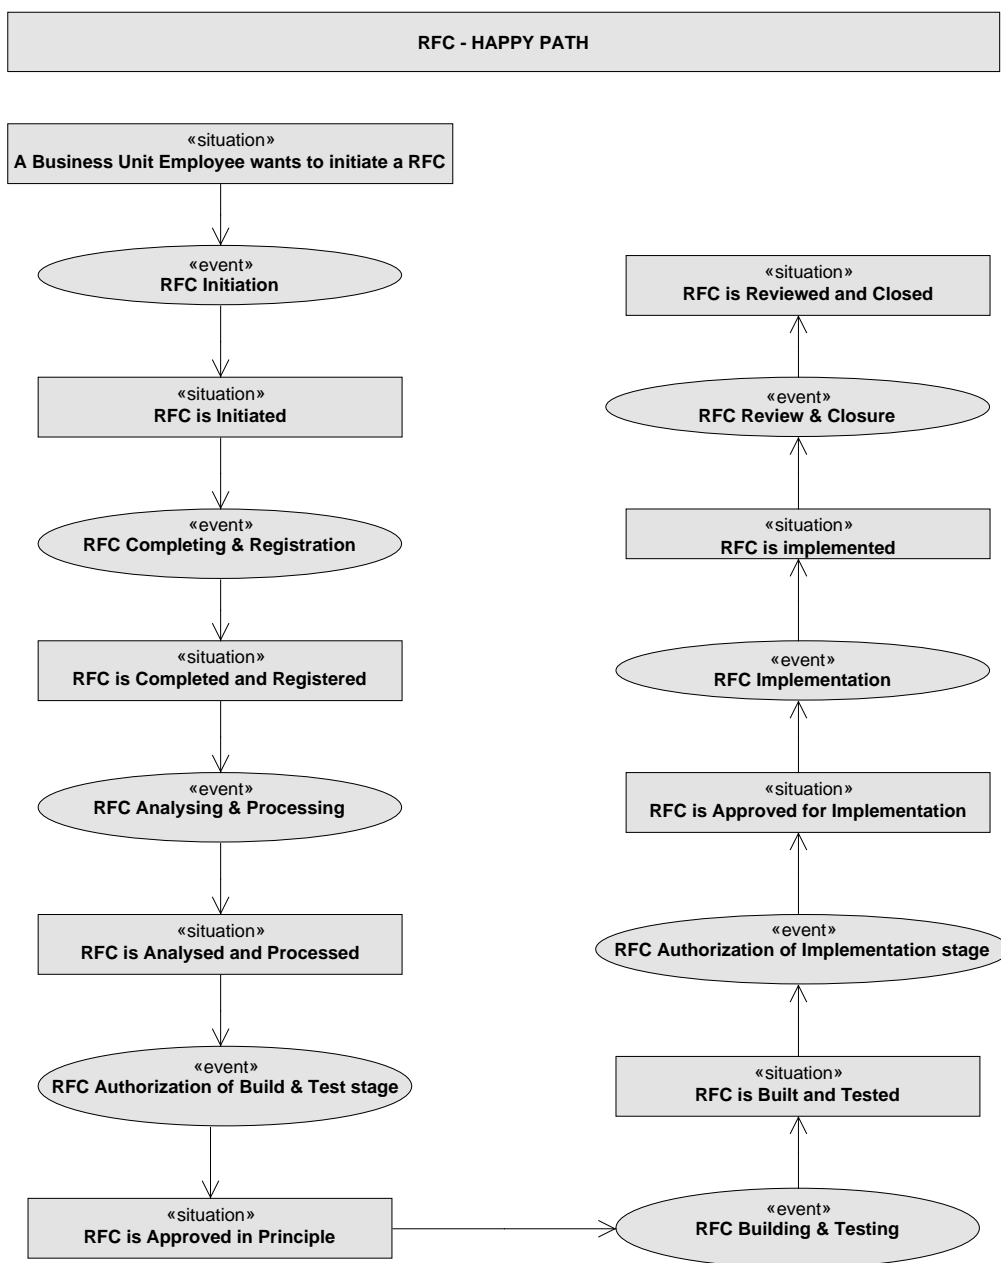 RFC - HAPPY PATH
«situation»
A Business Unit Employee wants to initiate a RFC
«event»
RFC Initiation
«situation»
RFC is Initiated
«event»
RFC Completing & Registration
«situation»
RFC is Completed and Registered
«event»
RFC Analysing & Processing
«situation»
RFC is Analysed and Processed
«event»
RFC Authorization of Build & Test stage
«situation»
RFC is Approved in Principle
«event»
RFC Building & Testing
«situation»
RFC is Built and Tested
«event»
RFC Authorization of Implementation stage
«situation»
RFC is Approved for Implementation
«event»
RFC Implementation
«situation»
RFC is implemented
«event»
RFC Review & Closure
«situation»
RFC is Reviewed and Closed